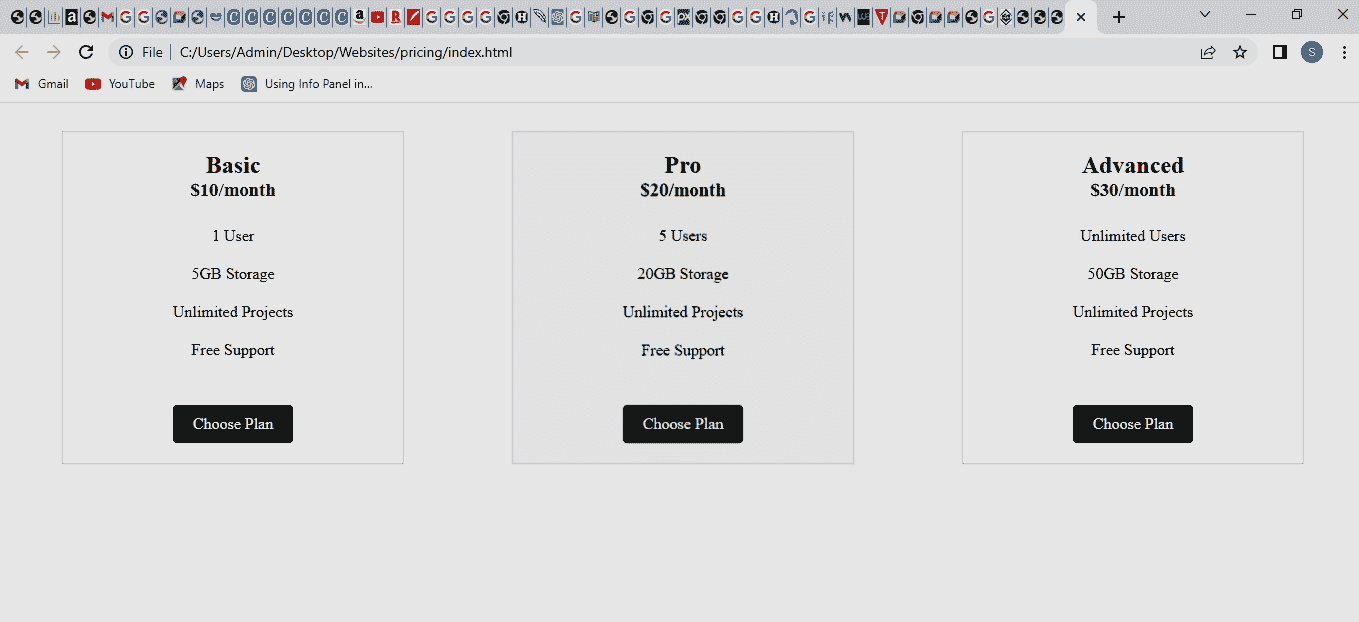 File
C:/Users/Admin/Desktop/Websites/pricing/index.html
S
Gmail
YouTube
Maps
Using Info Panel in...
Basic
$10/month
1 User
5GB Storage
Unlimited Projects
Free Support
Choose Plan
Pro
$20/month
5 Users
20GB Storage
Unlimited Projects
Free Support
Choose Plan
Advanced
$30/month
Unlimited Users
50GB Storage
Unlimited Projects
Free Support
Choose Plan